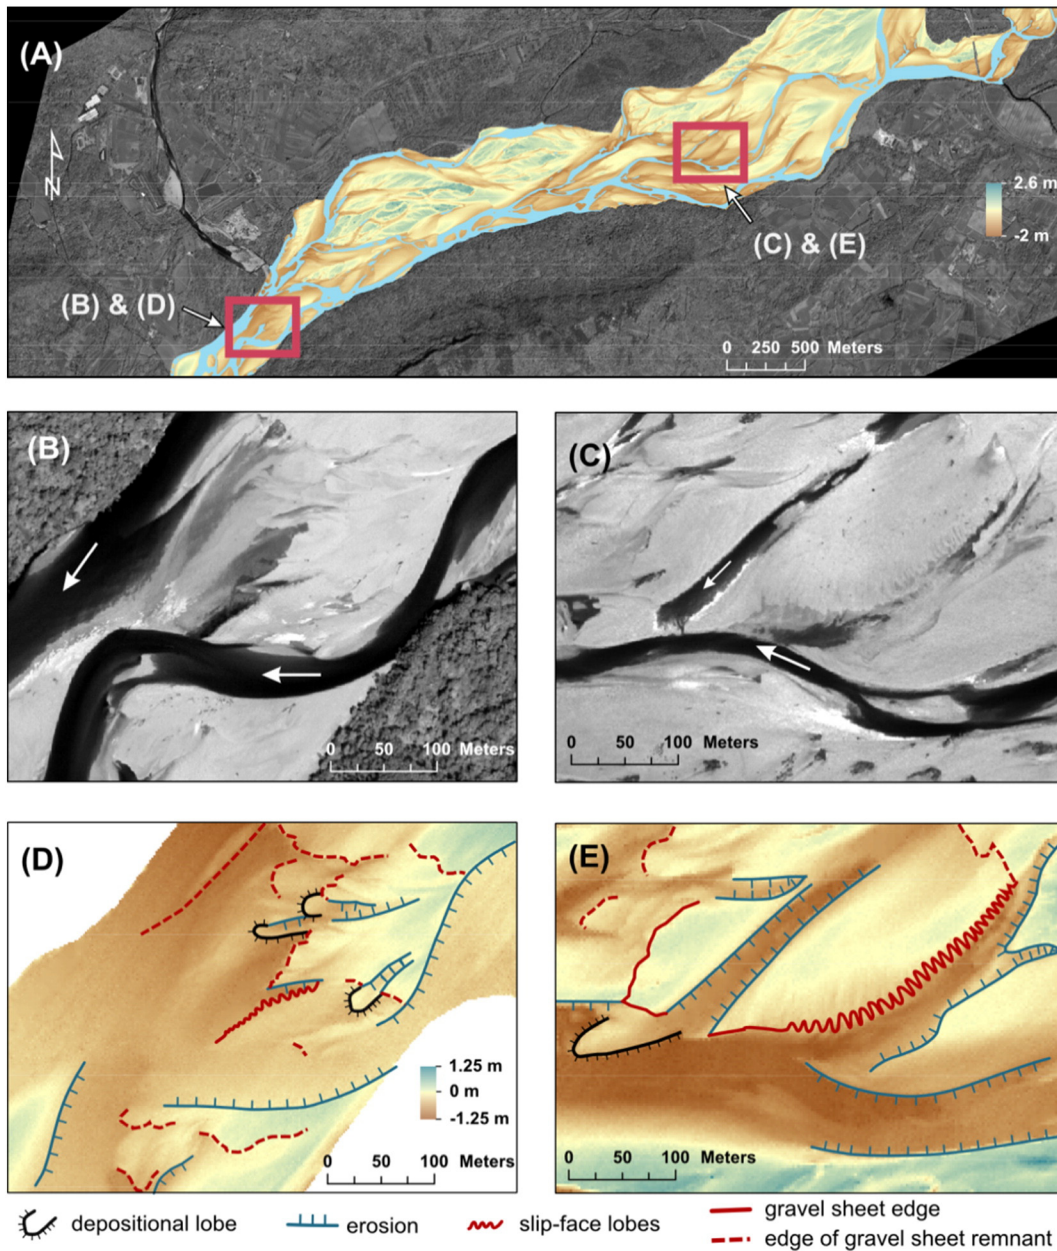 (A)
N
2.6 m
-2 m
(C) & (E)
(B) & (D)
0 250 500 Meters
(B)
0 50 100 Meters
(C)
0 50 100 Meters
(D)
1.25 m
0 m
-1.25 m
0 50 100 Meters
(E)
0 50 100 Meters
depositional lobe
erosion
slip-face lobes
gravel sheet edge
edge of gravel sheet remnant